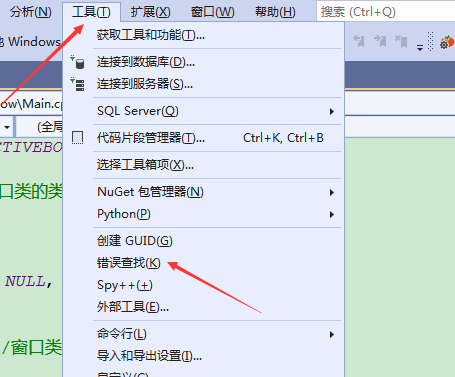 分析(N) 工具(T) 扩展(X) 窗口(W) 帮助(H) 搜索 (Ctrl+Q)
Windows
获取工具和功能(T)...
连接到数据库(D)...
连接到服务器(S)...
ow\Main.cp
SQL Server(Q)
(全局
代码片段管理器(T)... Ctrl+K, Ctrl+B
CTIVEBO
选择工具箱项(X)...
口类的类
NuGet 包管理器(N)
Python(P)
创建 GUID(G)
错误查找(K)
NULL,
Spy++(+)
外部工具(E)...
命令行(L)
/窗口类
导入和导出设置(I)...